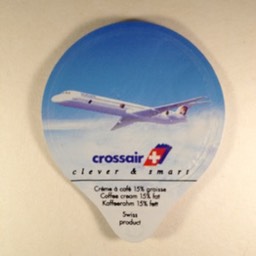 crossair
clever & smart
Crème à café 15% graisse
Coffee cream 15% fat
Kaffeerahm 15% fett
Swiss
product